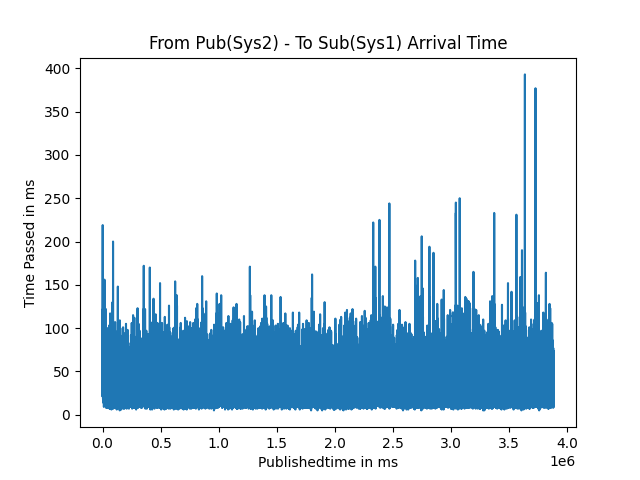 From Pub(Sys2) - To Sub(Sys1) Arrival Time
Time Passed in ms
400
350
300
250
200
150
100
50
0
0.0 0.5 1.0 1.5 2.0 2.5 3.0 3.5 4.0
1e6
Publishedtime in ms